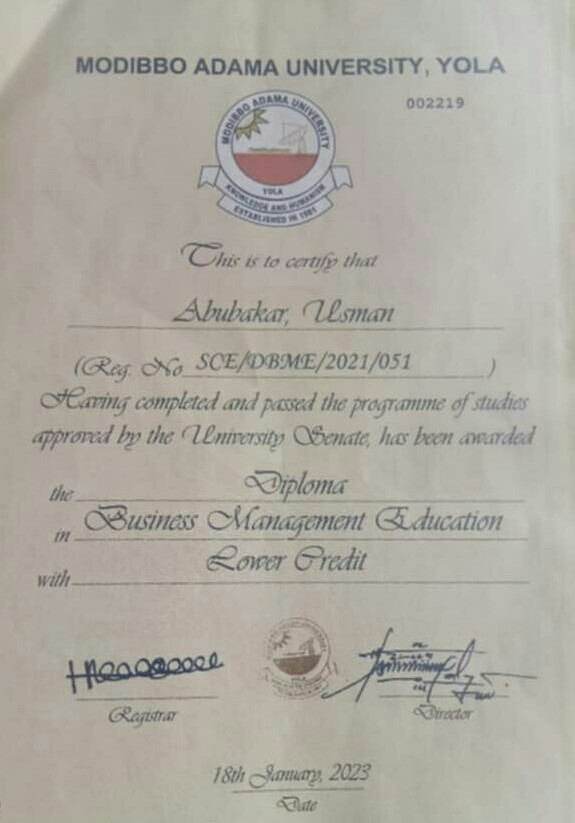 MODIBBO ADAMA UNIVERSITY, YOLA
002219
MODIBBO ADAMA UNIVERSITY
YOLA
KNOWLEDGE AND HUMANISM
ESTABLISHED IN 1981
This is to certify that
Abubakar, Usman
(Reg. No SCE/DBME/2021/051 )
Having completed and passed the programme of studies
approved by the University Senate, has been awarded
the Diploma
in Business Management Education
with Lower Credit
Registrar
Director
18th January, 2023
Date